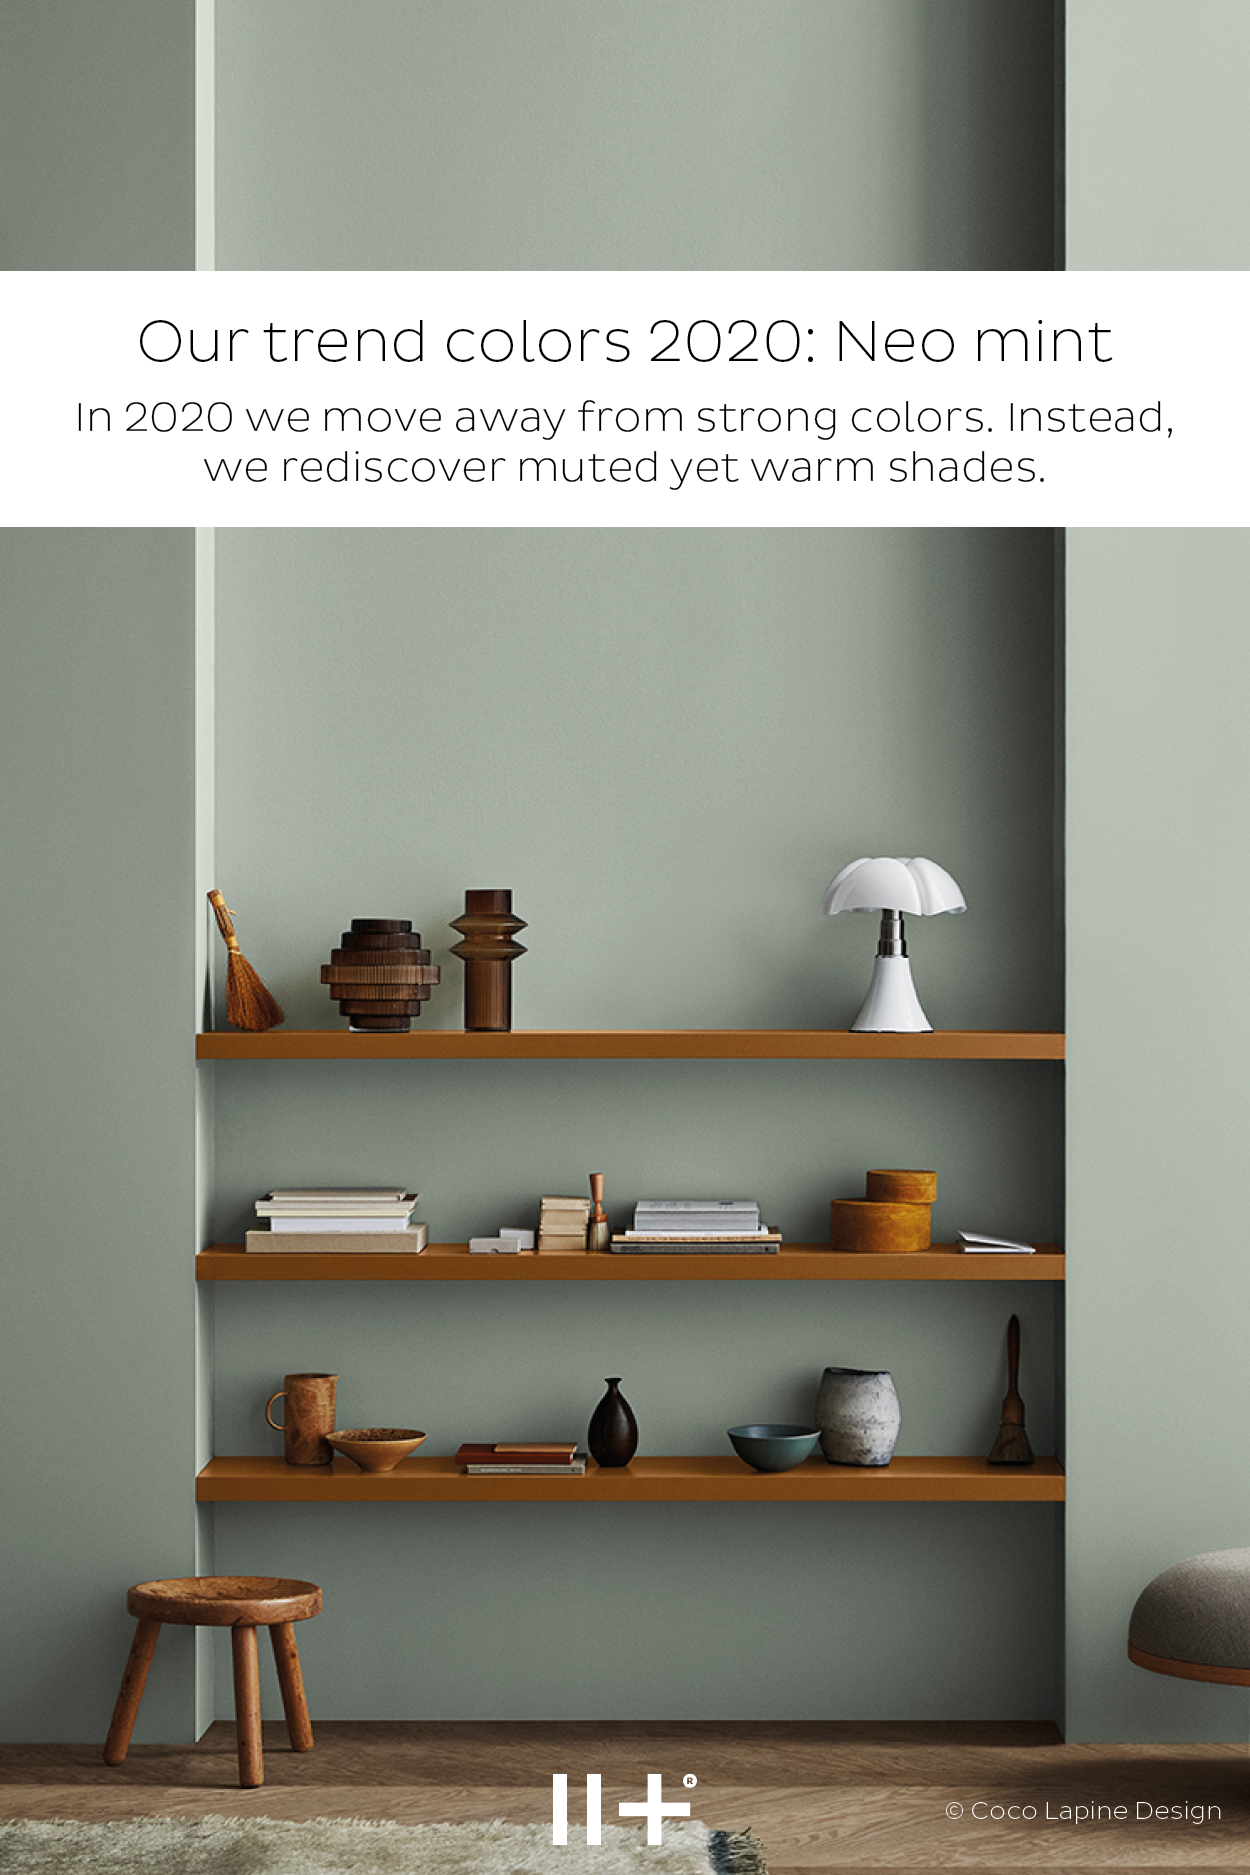 Our trend colors 2020: Neo mint
In 2020 we move away from strong colors. Instead,
we rediscover muted yet warm shades.
® 
© Coco Lapine Design